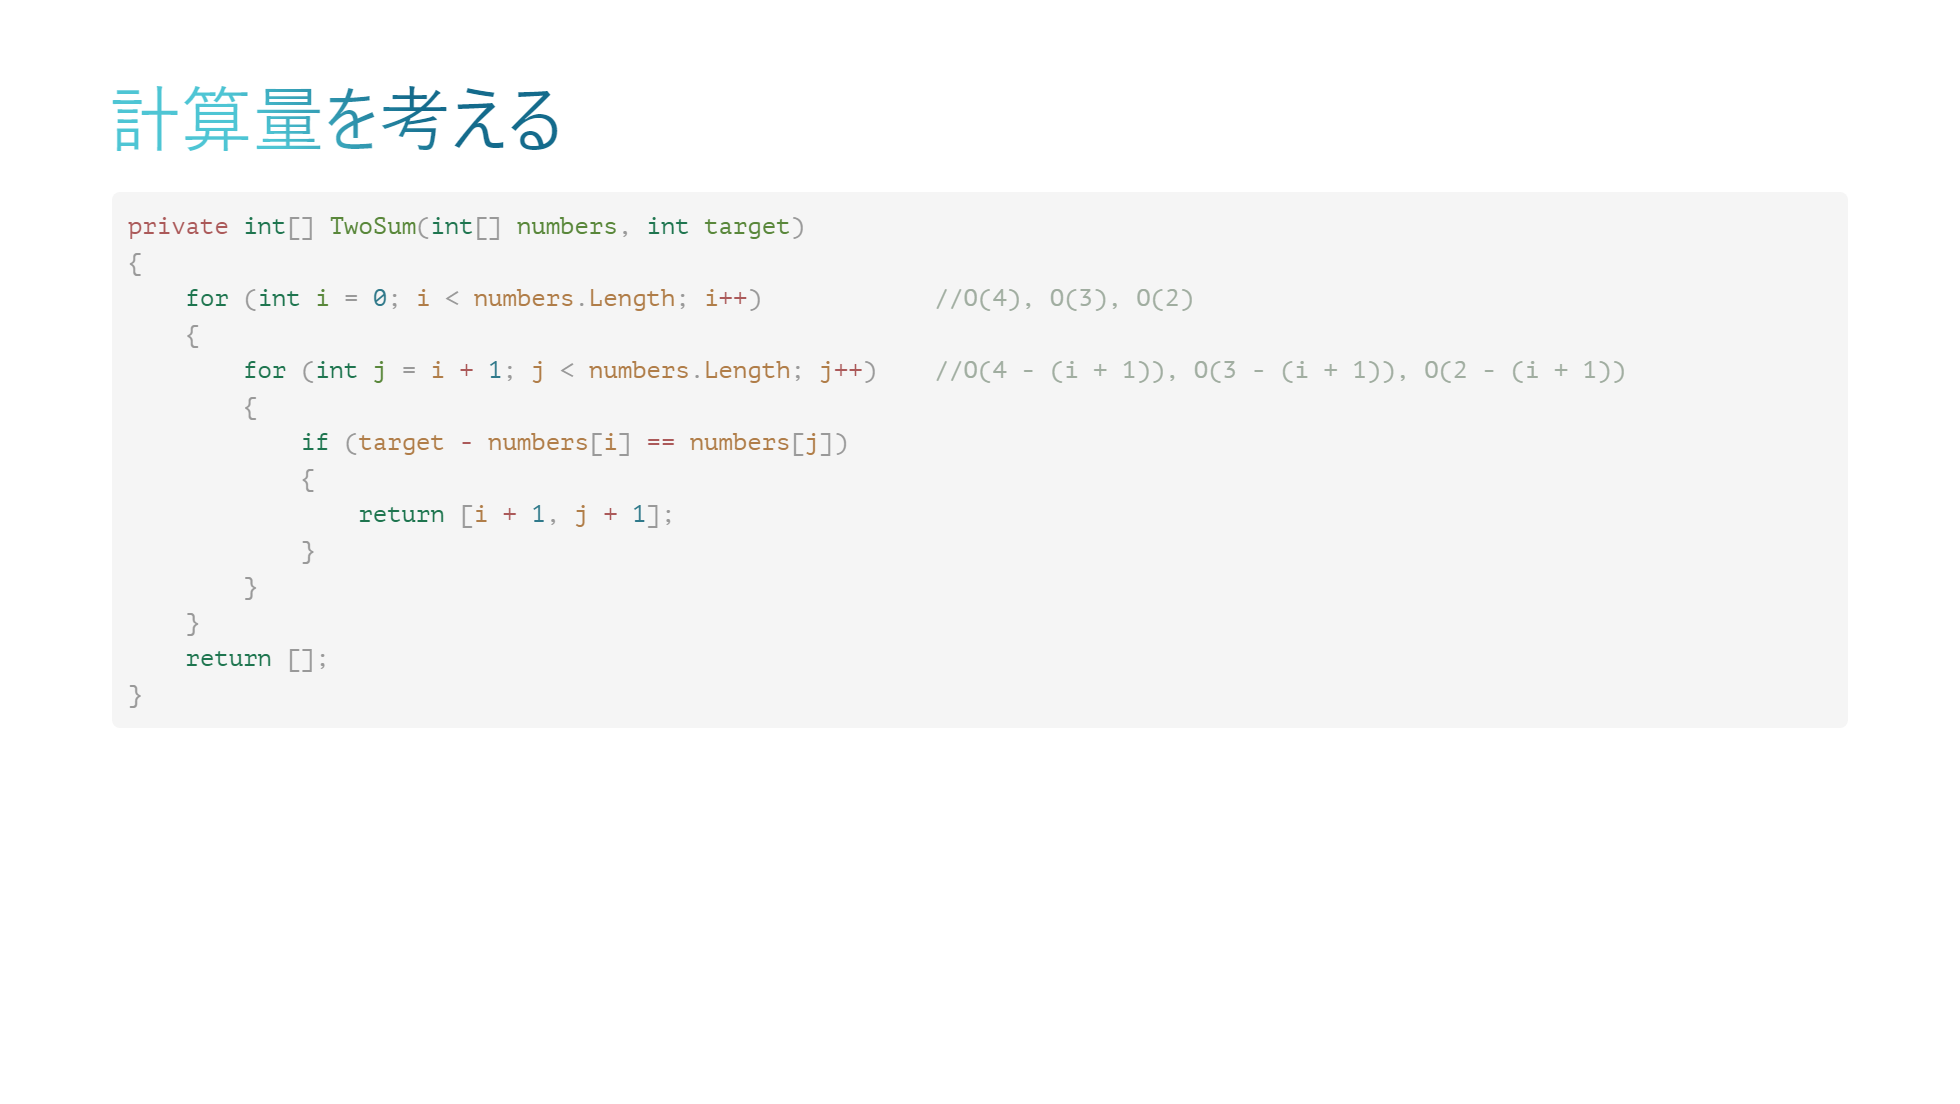 計算量を考える
private int[] TwoSum(int[] numbers, int target)
{
    for (int i = 0; i < numbers.Length; i++)            //O(4), O(3), O(2)
    {
        for (int j = i + 1; j < numbers.Length; j++)    //O(4 - (i + 1)), O(3 - (i + 1)), O(2 - (i + 1))
        {
            if (target - numbers[i] == numbers[j])
            {
                return [i + 1, j + 1];
            }
        }
    }
    return [];
}